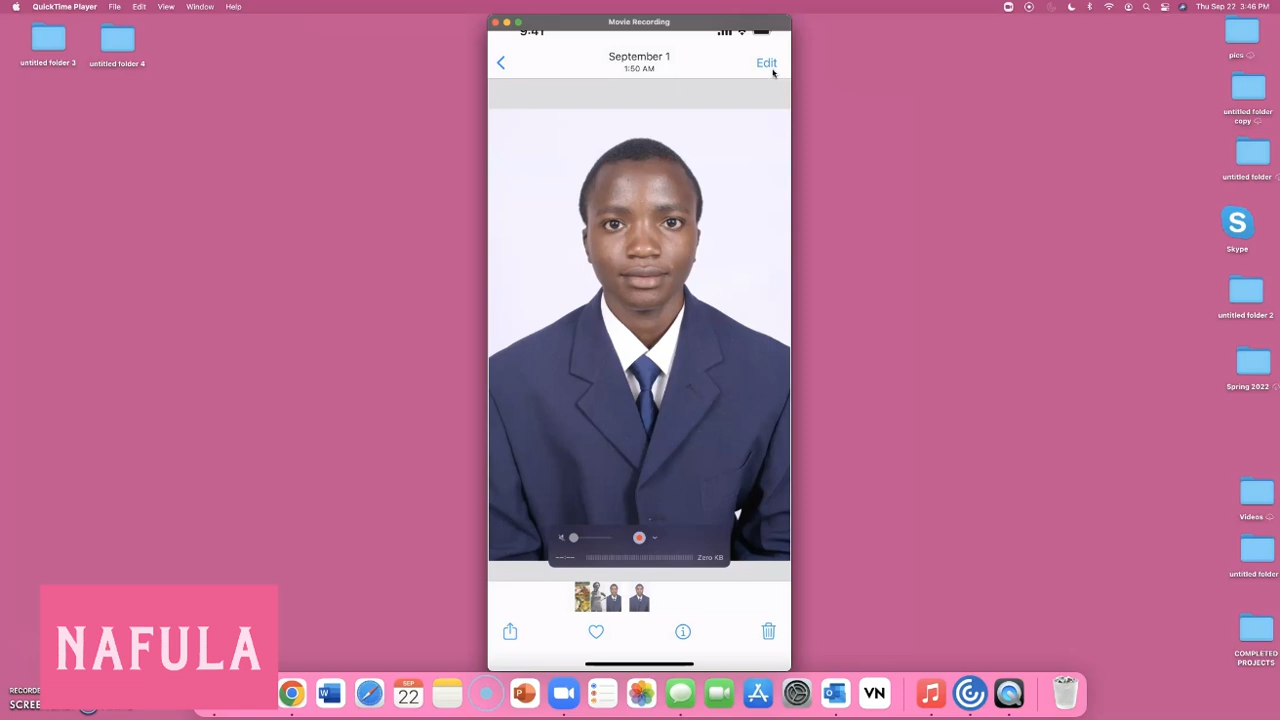 QuickTime Player File Edit View Window Help
Thu Sep 22 3:46 PM
Movie Recording
9:41
September 1
1:50 AM
Edit
untitled folder 3
untitled folder 4
pics
untitled folder
copy
untitled folder
Skype
untitled folder 2
Spring 2022
Videos
untitled folder
COMPLETED
PROJECTS
--:--
Zero KB
NAFULA
RECORDE
SCREE
SEP
22
VN